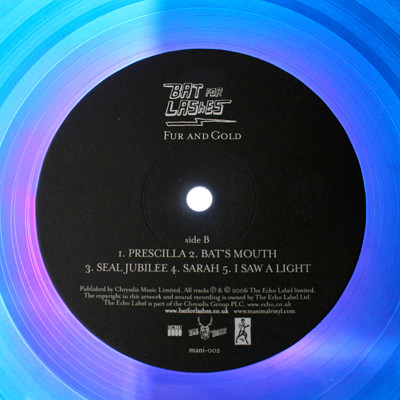 BAT FOR
LASHES
FUR AND GOLD
side B
1. PRESCILLA 2. BAT'S MOUTH
3. SEAL JUBILEE 4. SARAH 5. I SAW A LIGHT
Published by Chrysalis Music Limited. All tracks ℗ & © 2006 The Echo Label limited.
The copyright in this artwork and sound recording is owned by The Echo Label Ltd.
The Echo Label is part of the Chrysalis Group PLC. www.echo.co.uk
www.batforlashes.co.uk www.manimalvinyl.com
mani-002